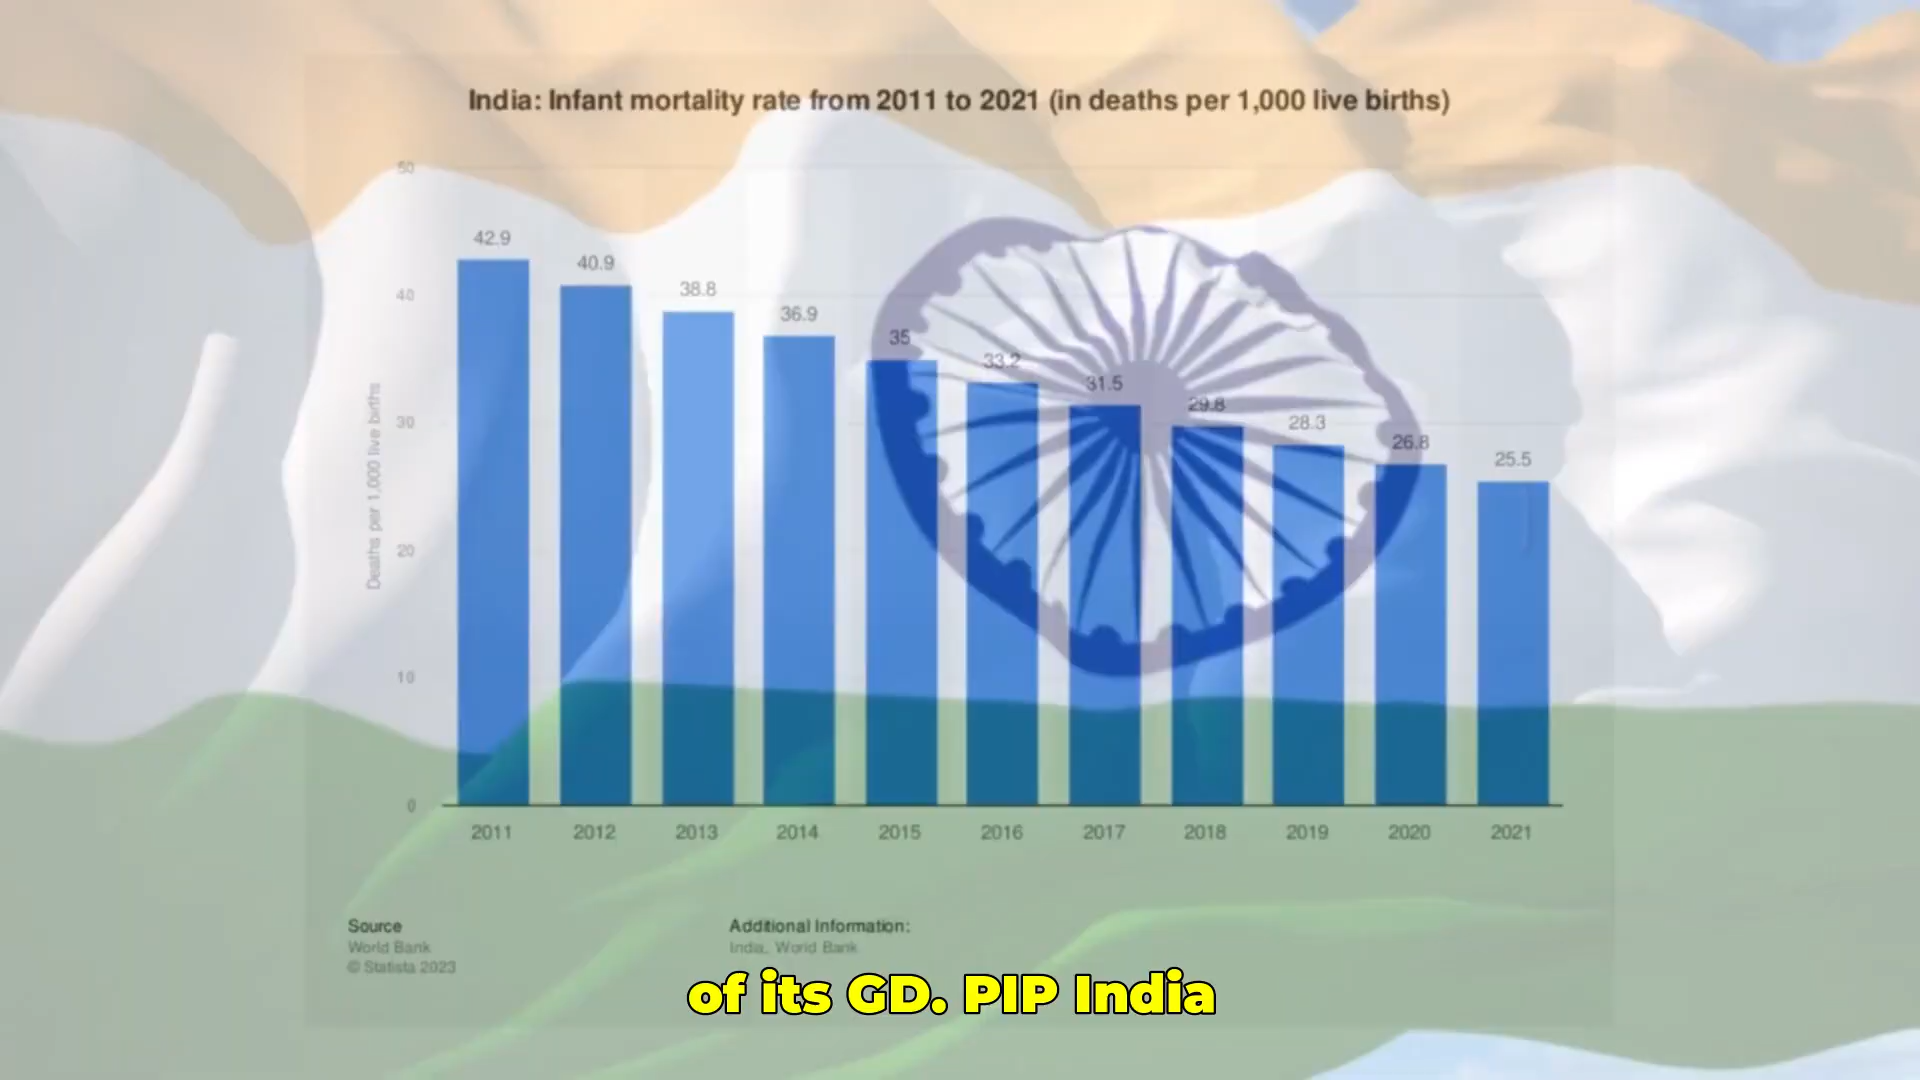 India: Infant mortality rate from 2011 to 2021 (in deaths per 1,000 live births)
Deaths per 1,000 live births
50
40
30
20
10
0
42.9
40.9
38.8
36.9
35
33.2
31.5
29.8
28.3
26.8
25.5
2011 2012 2013 2014 2015 2016 2017 2018 2019 2020 2021
Source
World Bank
© Statista 2023
Additional Information:
India, World Bank
of its GD. PIP India